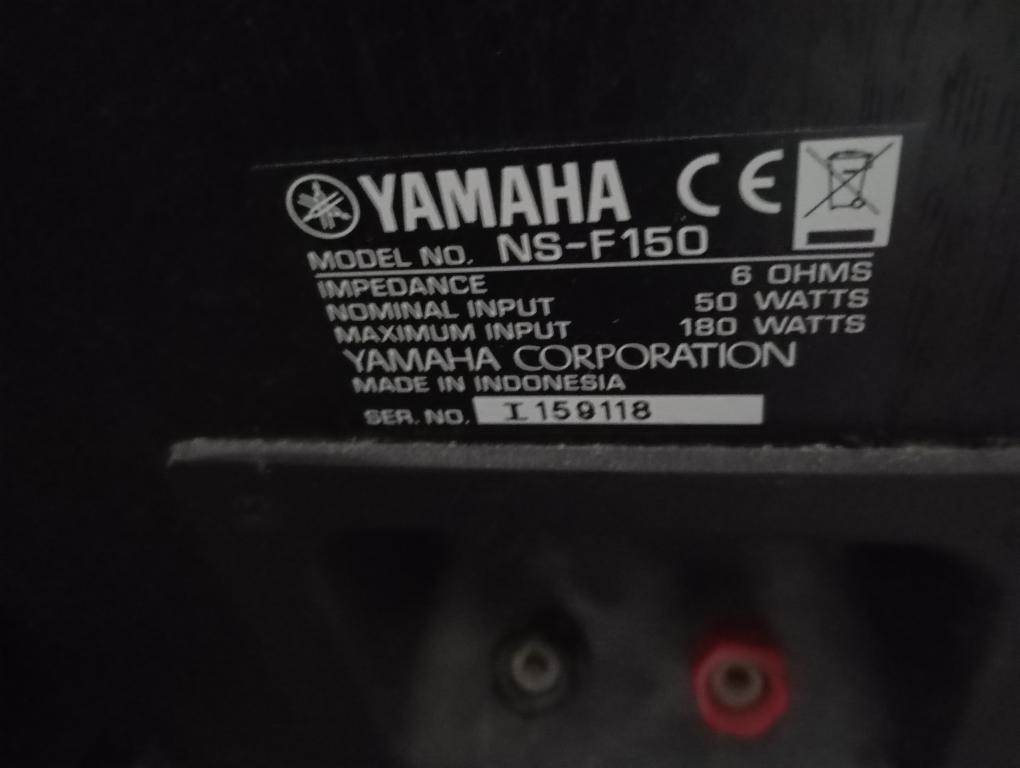 YAMAHA CE
MODEL NO. NS-F150
IMPEDANCE 6 OHMS
NOMINAL INPUT 50 WATTS
MAXIMUM INPUT 180 WATTS
YAMAHA CORPORATION
MADE IN INDONESIA
SER. NO. I159118